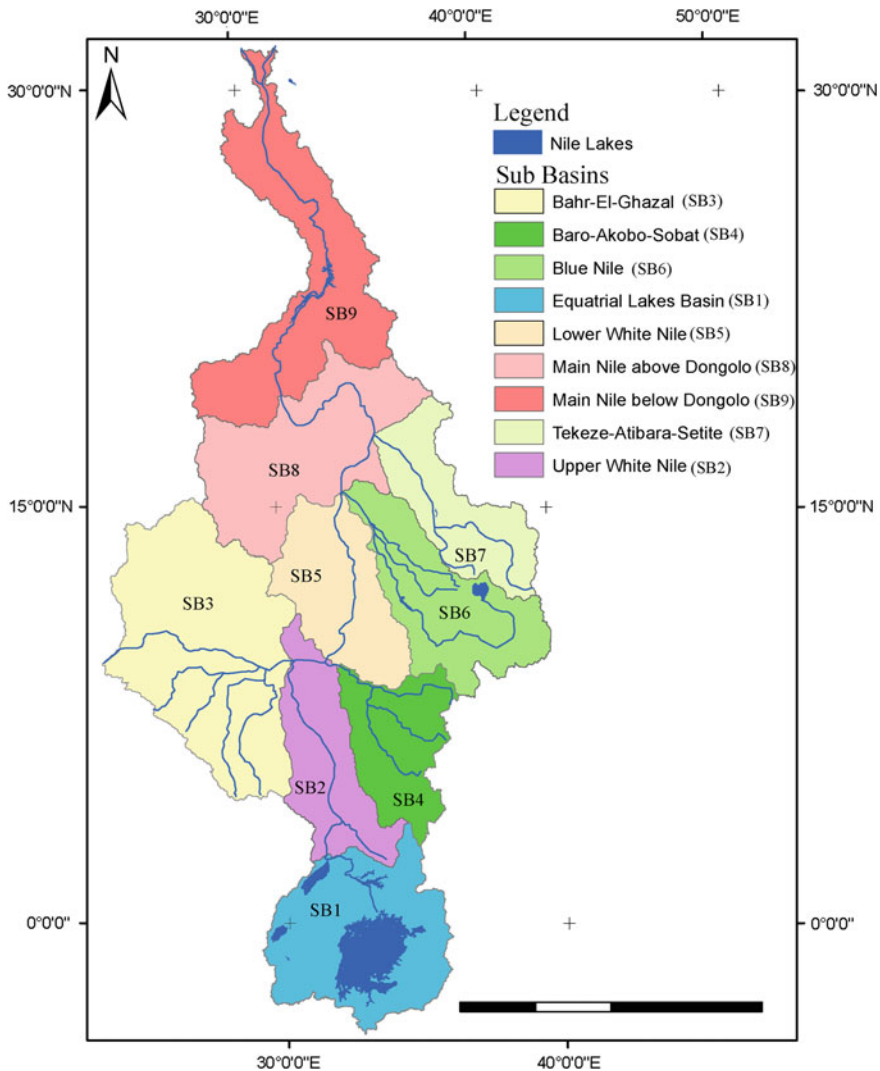 30°0'0"E 40°0'0"E 50°0'0"E
N
30°0'0"N 30°0'0"N
Legend
Nile Lakes
Sub Basins
Bahr-El-Ghazal (SB3)
Baro-Akobo-Sobat (SB4)
Blue Nile (SB6)
Equatrial Lakes Basin (SB1)
Lower White Nile (SB5)
Main Nile above Dongolo (SB8)
Main Nile below Dongolo (SB9)
Tekeze-Atibara-Setite (SB7)
Upper White Nile (SB2)
SB9
SB8
15°0'0"N 15°0'0"N
SB7
SB5
SB3
SB6
SB2
SB4
SB1
0°0'0" 0°0'0"
30°0'0"E 40°0'0"E